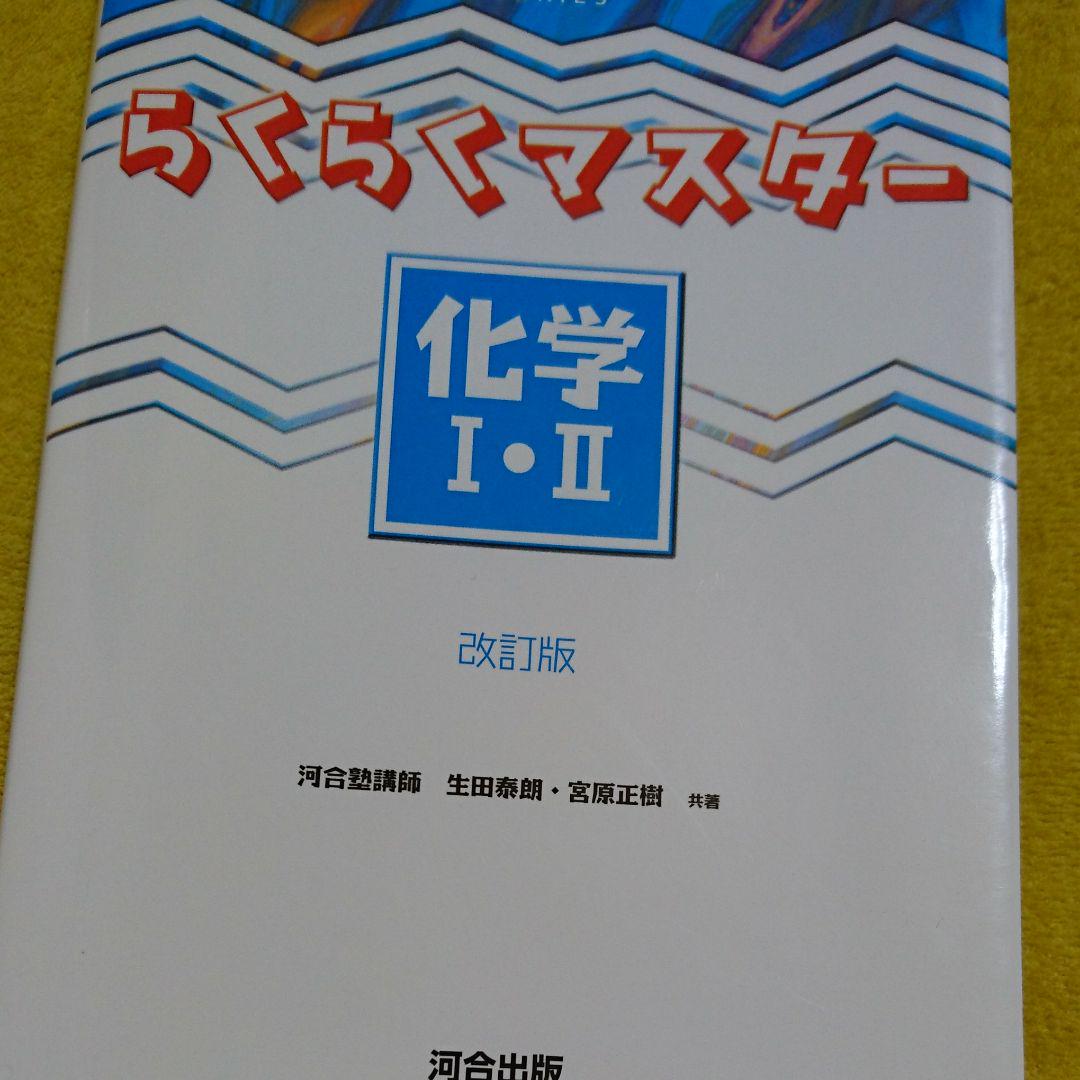 らくらくマスター
化学
I・II
改訂版
河合塾講師 生田泰朗・宮原正樹 共著
河合出版